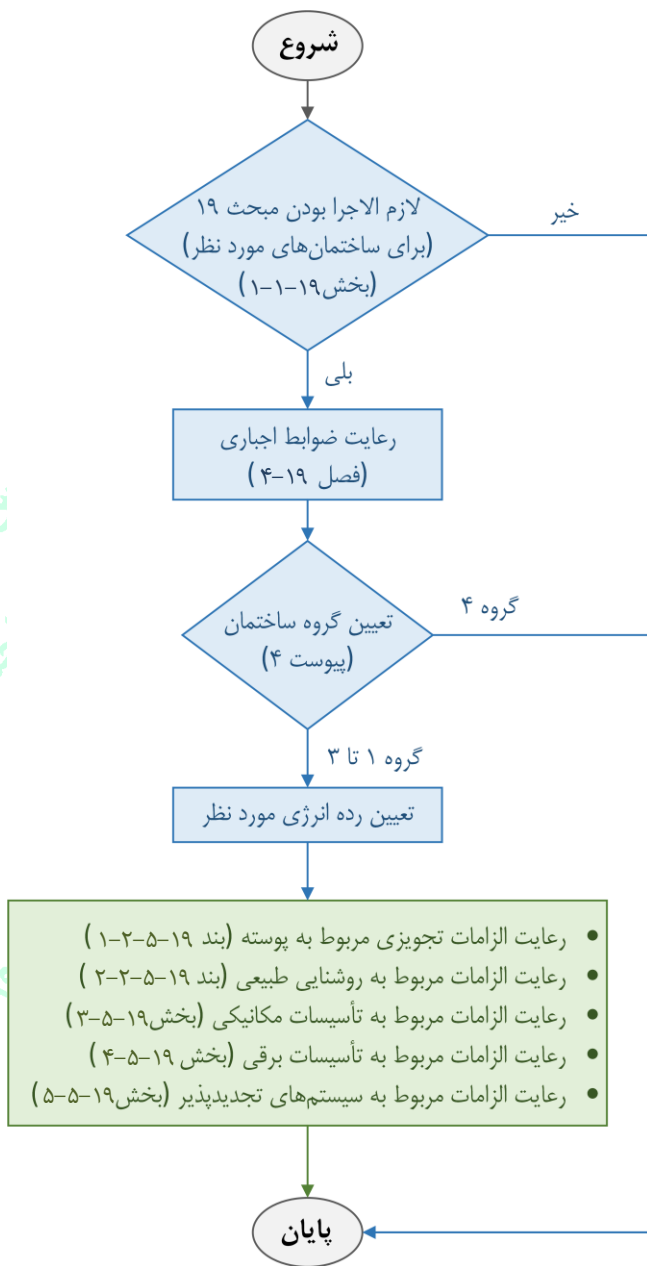 شروع
لازم الاجرا بودن مبحث ۱۹
(برای ساختمان‌های مورد نظر)
(بخش۱۹-۱-۱)
خیر
بلی
رعایت ضوابط اجباری
(فصل ۱۹-۴)
تعیین گروه ساختمان
(پیوست ۴)
گروه ۴
گروه ۱ تا ۳
تعیین رده انرژی مورد نظر
• رعایت الزامات تجویزی مربوط به پوسته (بند ۱۹-۵-۲-۱)
• رعایت الزامات مربوط به روشنایی طبیعی (بند ۱۹-۵-۲-۲)
• رعایت الزامات مربوط به تأسیسات مکانیکی (بخش۱۹-۵-۳)
• رعایت الزامات مربوط به تأسیسات برقی (بخش ۱۹-۵-۴)
• رعایت الزامات مربوط به سیستم‌های تجدیدپذیر (بخش۱۹-۵-۵)
پایان